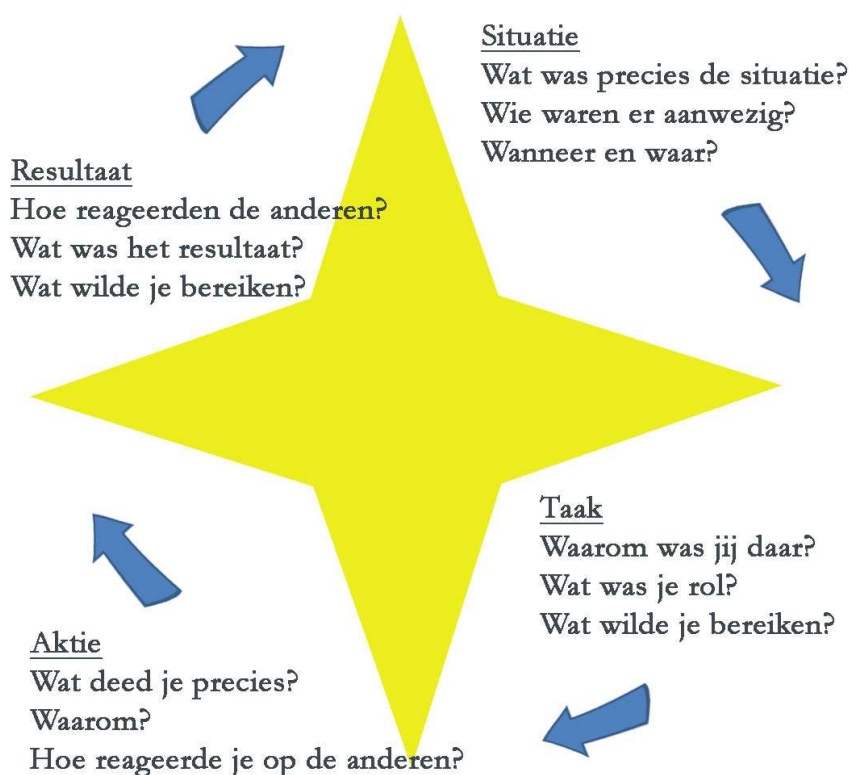 Situatie
Wat was precies de situatie?
Wie waren er aanwezig?
Wanneer en waar?
Taak
Waarom was jij daar?
Wat was je rol?
Wat wilde je bereiken?
Aktie
Wat deed je precies?
Waarom?
Hoe reageerde je op de anderen?
Resultaat
Hoe reageerden de anderen?
Wat was het resultaat?
Wat wilde je bereiken?